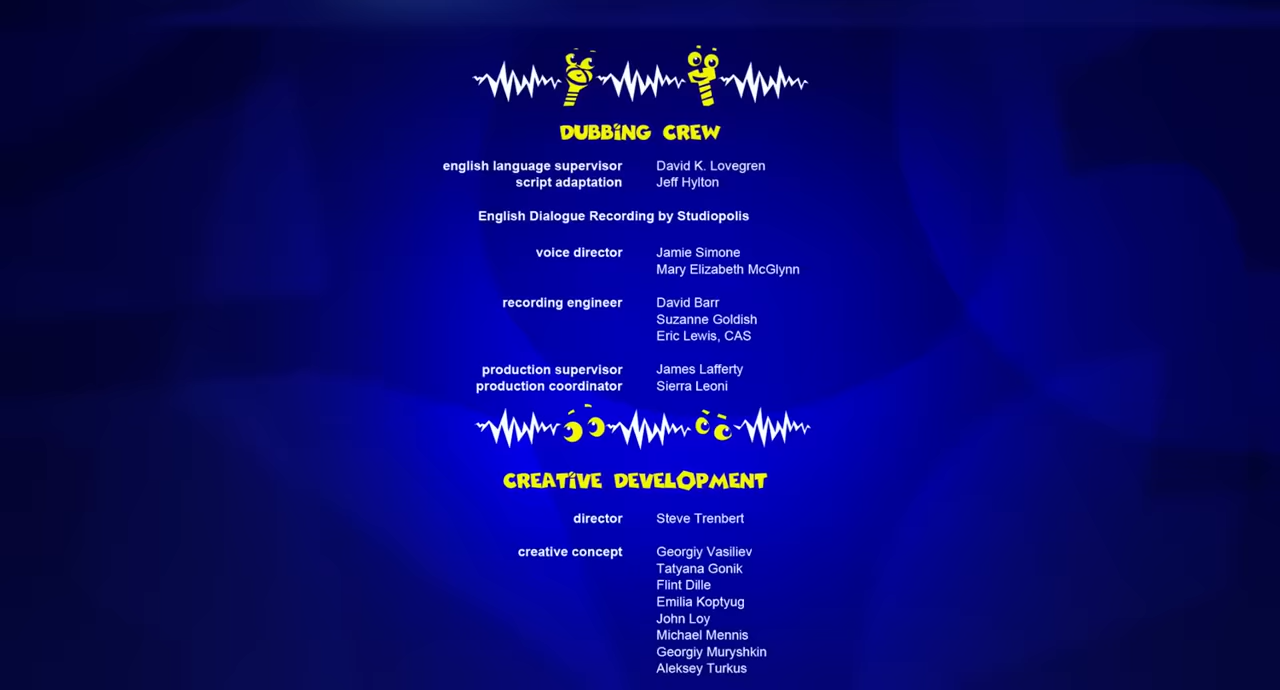 DUBBING CREW
english language supervisor David K. Lovegren
script adaptation Jeff Hylton
English Dialogue Recording by Studiopolis
voice director Jamie Simone
Mary Elizabeth McGlynn
recording engineer David Barr
Suzanne Goldish
Eric Lewis, CAS
production supervisor James Lafferty
production coordinator Sierra Leoni
CREATIVE DEVELOPMENT
director Steve Trenbert
creative concept Georgiy Vasiliev
Tatyana Gonik
Flint Dille
Emilia Koptyug
John Loy
Michael Mennis
Georgiy Muryshkin
Aleksey Turkus